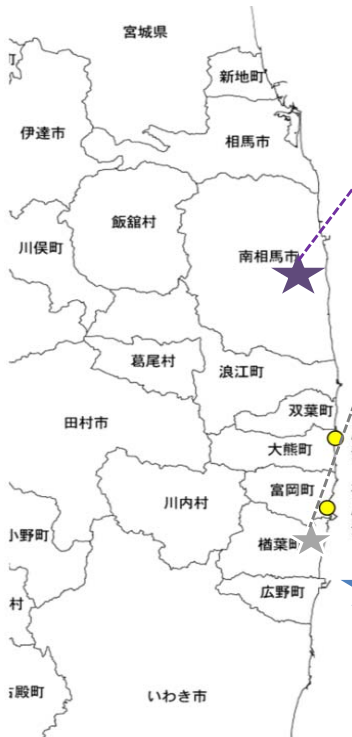 宮城県
新地町
伊達市
相馬市
飯舘村
川俣町
南相馬市
葛尾村
浪江町
双葉町
田村市
大熊町
富岡町
川内村
小野町
楢葉町
広野町
村
古殿町
いわき市